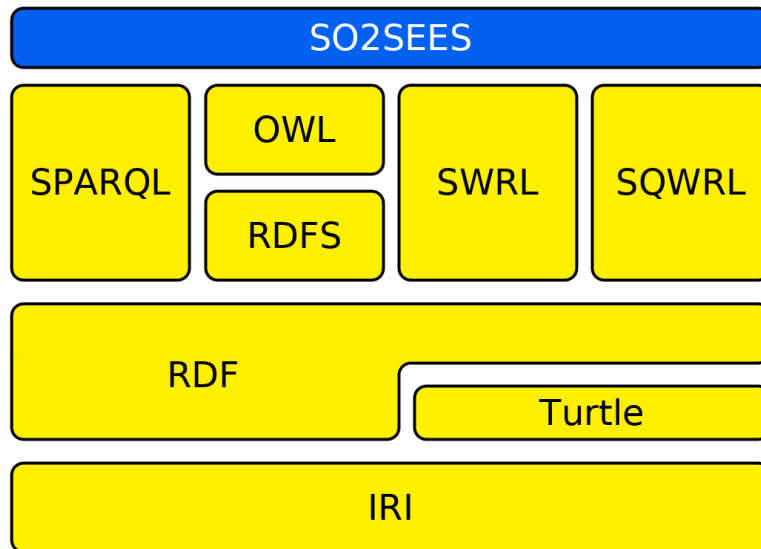 SO2SEES
SPARQL
OWL
RDFS
SWRL
SQWRL
RDF
Turtle
IRI